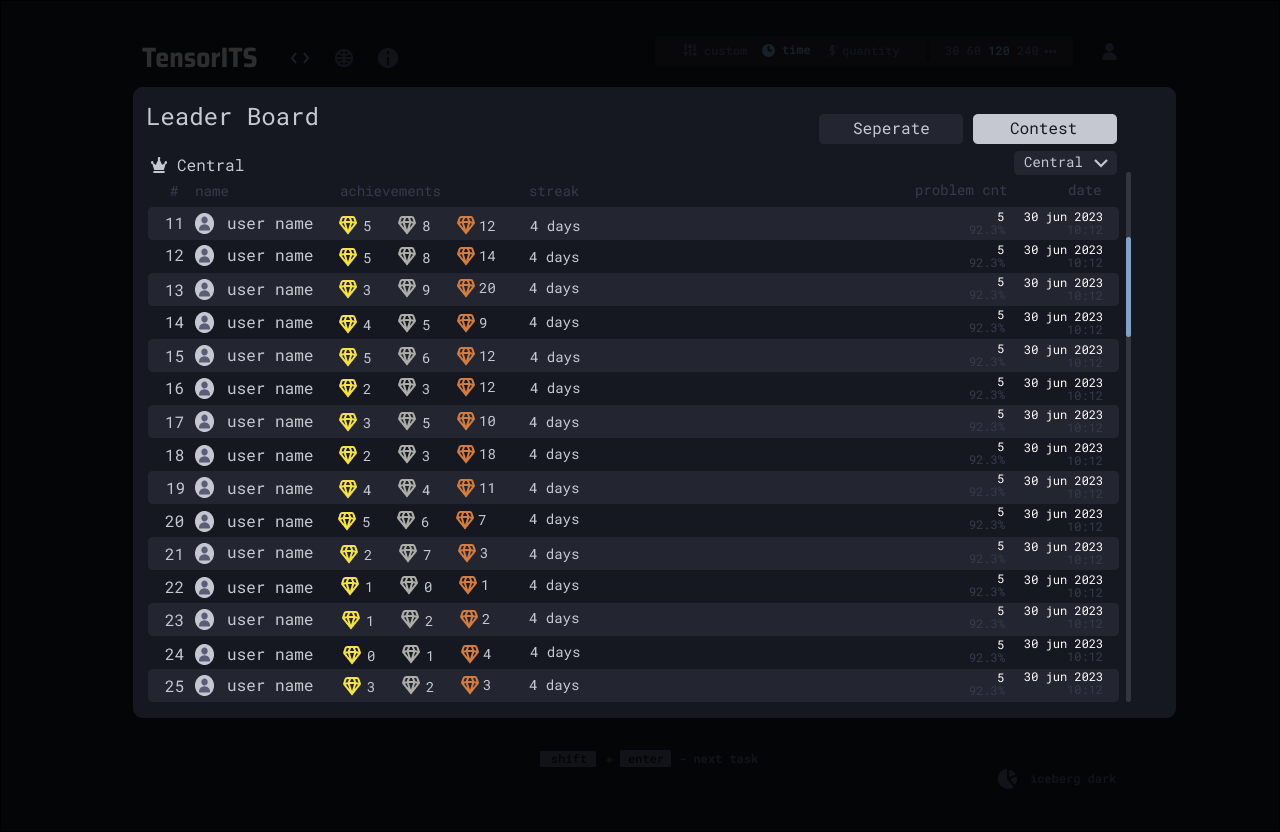 TensorITS custom time quantity 30 60 120 240
Leader Board
Seperate Contest
Central Central
# name achievements streak problem cnt date
11 user name 5 8 12 4 days 5 92.3% 30 jun 2023 10:12
12 user name 5 8 14 4 days 5 92.3% 30 jun 2023 10:12
13 user name 3 9 20 4 days 5 92.3% 30 jun 2023 10:12
14 user name 4 5 9 4 days 5 92.3% 30 jun 2023 10:12
15 user name 5 6 12 4 days 5 92.3% 30 jun 2023 10:12
16 user name 2 3 12 4 days 5 92.3% 30 jun 2023 10:12
17 user name 3 5 10 4 days 5 92.3% 30 jun 2023 10:12
18 user name 2 3 18 4 days 5 92.3% 30 jun 2023 10:12
19 user name 4 4 11 4 days 5 92.3% 30 jun 2023 10:12
20 user name 5 6 7 4 days 5 92.3% 30 jun 2023 10:12
21 user name 2 7 3 4 days 5 92.3% 30 jun 2023 10:12
22 user name 1 0 1 4 days 5 92.3% 30 jun 2023 10:12
23 user name 1 2 2 4 days 5 92.3% 30 jun 2023 10:12
24 user name 0 1 4 4 days 5 92.3% 30 jun 2023 10:12
25 user name 3 2 3 4 days 5 92.3% 30 jun 2023 10:12
shift + enter - next task
iceberg dark